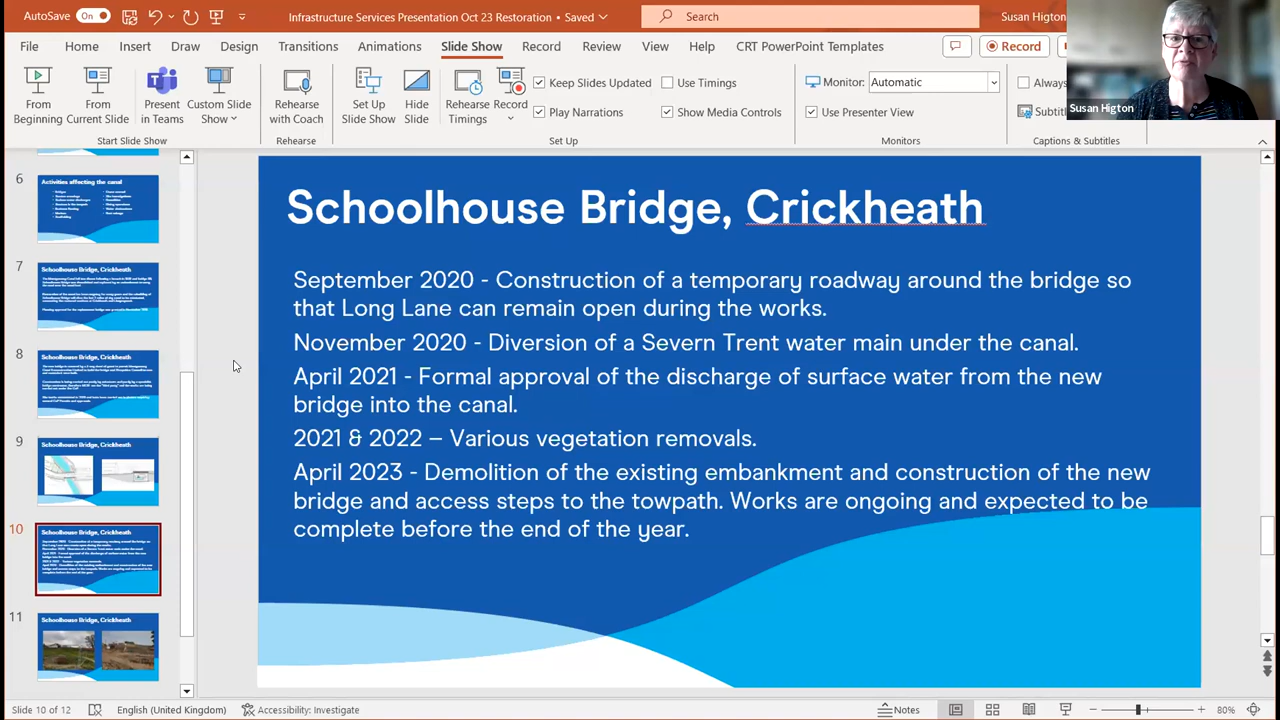 AutoSave On Infrastructure Services Presentation Oct 23 Restoration • Saved Search Susan Higton
File Home Insert Draw Design Transitions Animations Slide Show Record Review View Help CRT PowerPoint Templates Record
From Beginning From Current Slide Present in Teams Custom Slide Show Rehearse with Coach Set Up Slide Show Hide Slide Rehearse Timings Record
Keep Slides Updated Use Timings Monitor: Automatic Always
Play Narrations Show Media Controls Use Presenter View
Susan Higton
Start Slide Show Rehearse Set Up Monitors Captions & Subtitles
6
Activities affecting the canal
7
Schoolhouse Bridge, Crickheath
8
Schoolhouse Bridge, Crickheath
9
Schoolhouse Bridge, Crickheath
10
Schoolhouse Bridge, Crickheath
11
Schoolhouse Bridge, Crickheath
Schoolhouse Bridge, Crickheath
September 2020 - Construction of a temporary roadway around the bridge so
that Long Lane can remain open during the works.
November 2020 - Diversion of a Severn Trent water main under the canal.
April 2021 - Formal approval of the discharge of surface water from the new
bridge into the canal.
2021 & 2022 – Various vegetation removals.
April 2023 - Demolition of the existing embankment and construction of the new
bridge and access steps to the towpath. Works are ongoing and expected to be
complete before the end of the year.
Slide 10 of 12 English (United Kingdom) Accessibility: Investigate Notes 80%